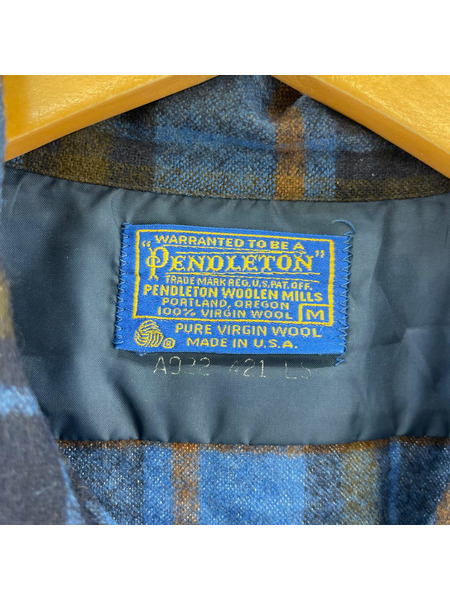 WARRANTED TO BE A
"PENDLETON"
TRADE MARK REG. U.S. PAT. OFF.
PENDLETON WOOLEN MILLS
PORTLAND, OREGON
100% VIRGIN WOOL M
PURE VIRGIN WOOL
MADE IN U.S.A.
421